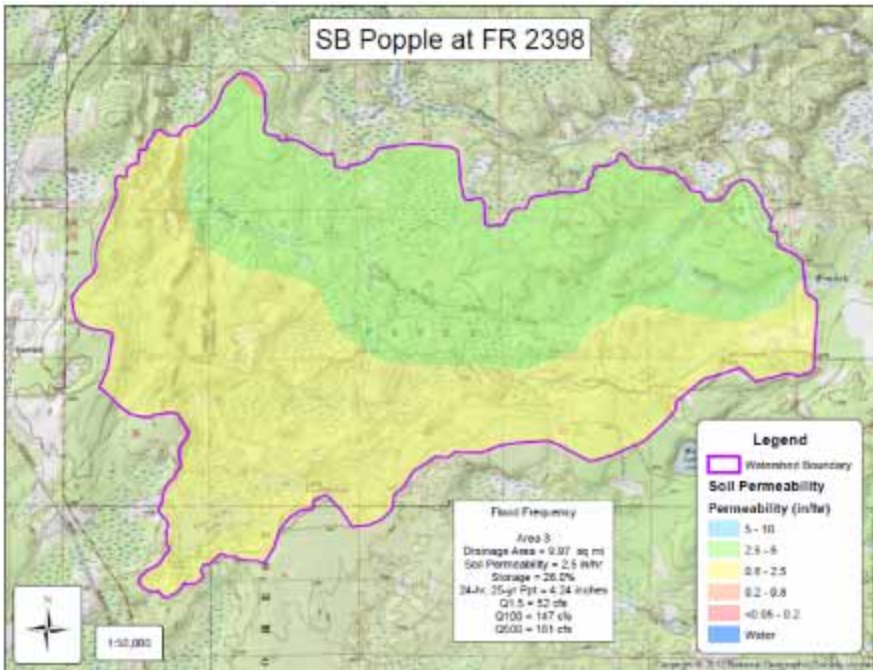 SB Popple at FR 2398
Legend
Watershed Boundary
Soil Permeability
Permeability (in/hr)
5 - 10
2.5 - 5
0.8 - 2.5
0.2 - 0.8
<0.05 - 0.2
Water
Flood Frequency
Area 3
Drainage Area = 9.97 sq mi
Soil Permeability = 2.5 in/hr
Storage = 26.0%
24-hr, 25-yr Ppt = 4.24 inches
Q1.5 = 52 cfs
Q100 = 147 cfs
Q500 = 181 cfs
N
1:50,000